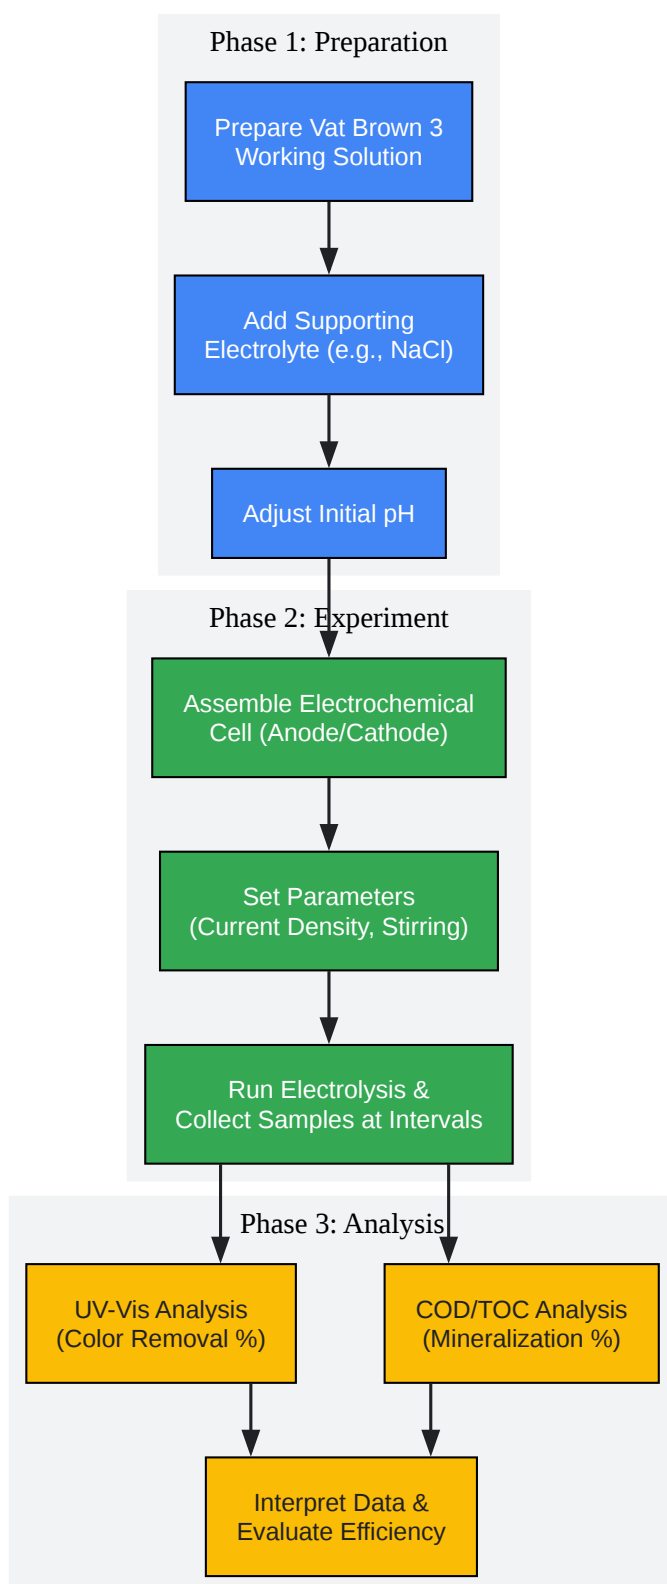 Phase 1: Preparation
Prepare Vat Brown 3
Working Solution
Add Supporting
Electrolyte (e.g., NaCl)
Adjust Initial pH
Phase 2: Experiment
Assemble Electrochemical
Cell (Anode/Cathode)
Set Parameters
(Current Density, Stirring)
Run Electrolysis &
Collect Samples at Intervals
Phase 3: Analysis
UV-Vis Analysis
(Color Removal %)
COD/TOC Analysis
(Mineralization %)
Interpret Data &
Evaluate Efficiency